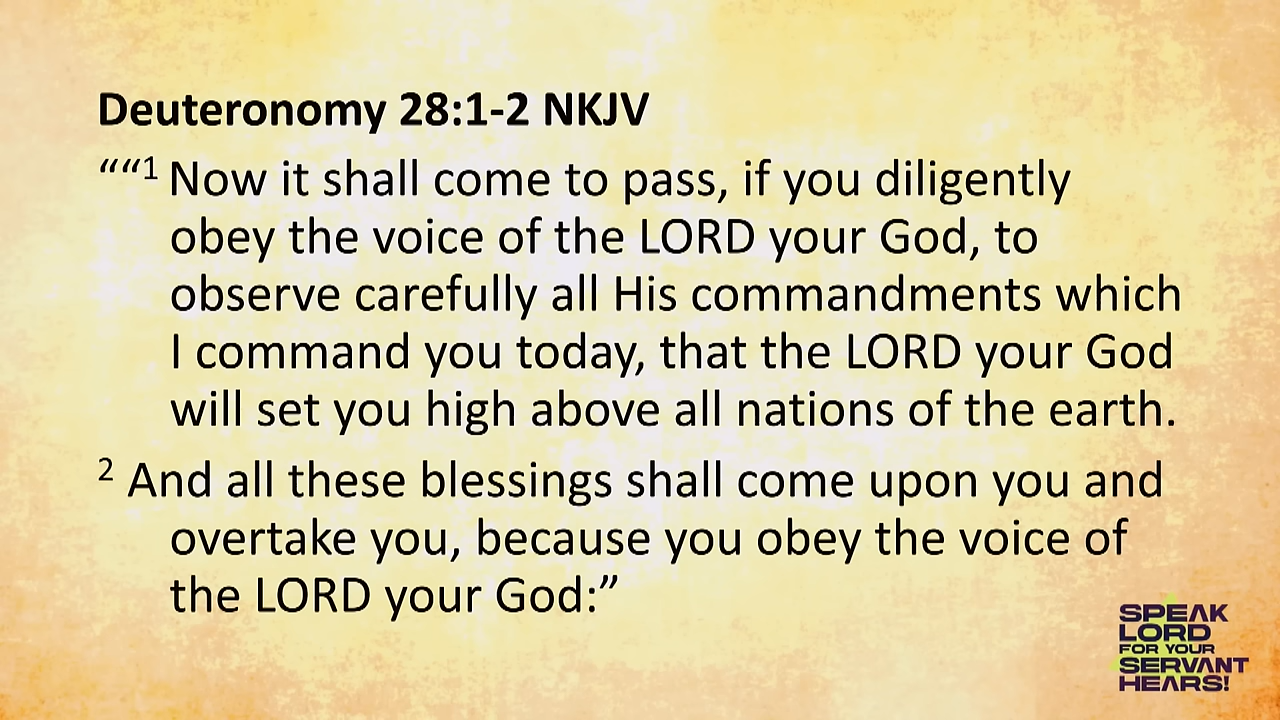 Deuteronomy 28:1-2 NKJV
““1 Now it shall come to pass, if you diligently
obey the voice of the LORD your God, to
observe carefully all His commandments which
I command you today, that the LORD your God
will set you high above all nations of the earth.
2 And all these blessings shall come upon you and
overtake you, because you obey the voice of
the LORD your God:”
SPEAK
LORD
FOR YOUR
SERVANT
HEARS!